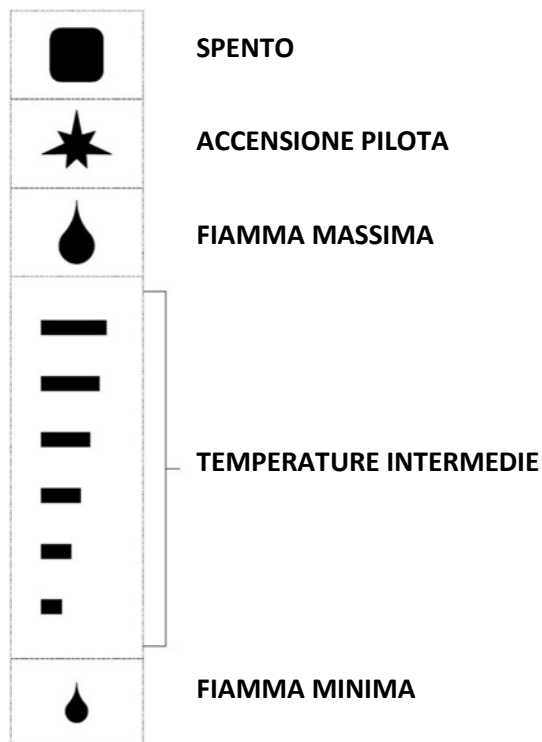 SPENTO
ACCENSIONE PILOTA
FIAMMA MASSIMA
TEMPERATURE INTERMEDIE
FIAMMA MINIMA